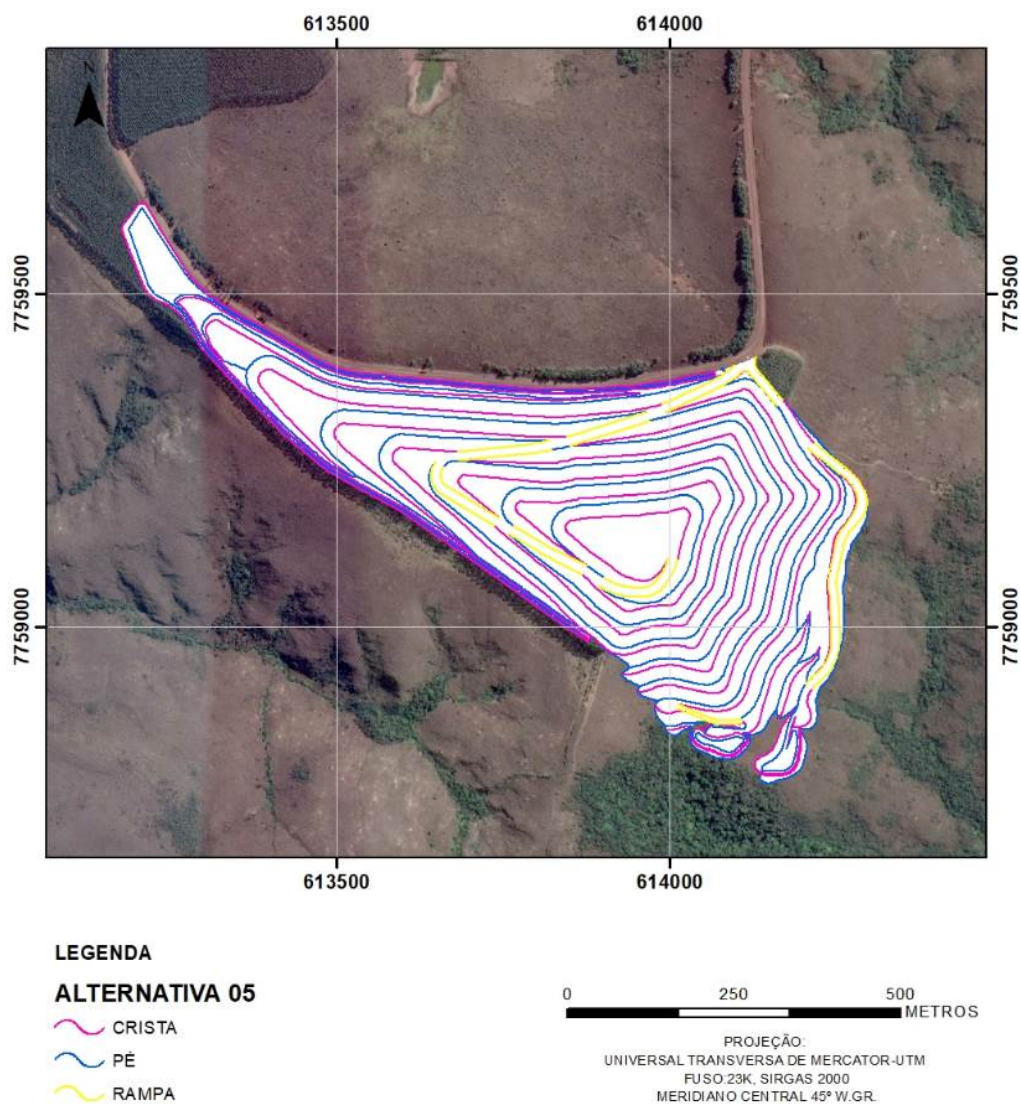 613500 614000
N
7759500 7759500
7759000 7759000
613500 614000
LEGENDA
ALTERNATIVA 05
CRISTA
PÉ
RAMPA
0 250 500
METROS
PROJEÇÃO:
UNIVERSAL TRANSVERSA DE MERCATOR-UTM
FUSO:23K, SIRGAS 2000
MERIDIANO CENTRAL 45º W.GR.